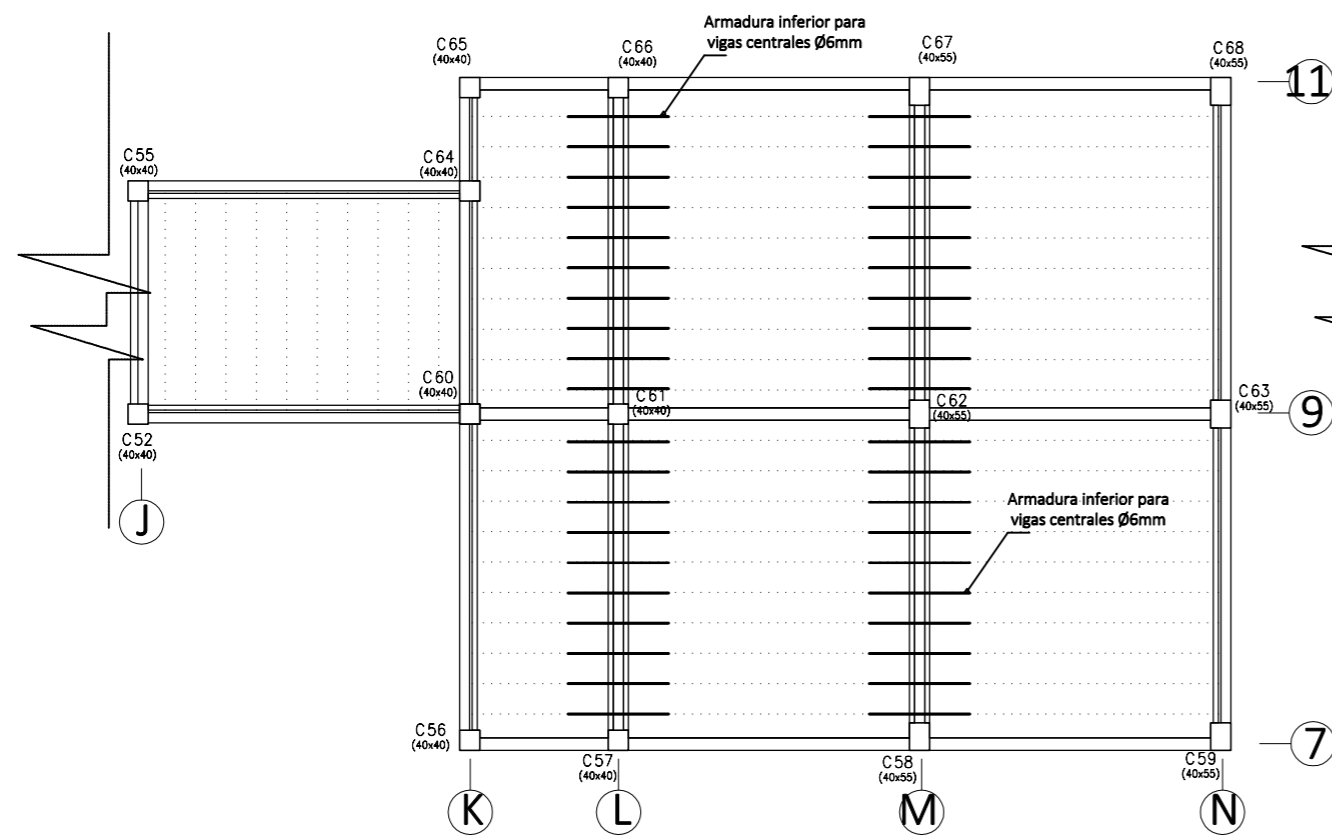 Armadura inferior para
vigas centrales Ø6mm
C65
(40x40)
C66
(40x40)
C67
(40x55)
C68
(40x55)
11
C55
(40x40)
C64
(40x40)
C60
(40x40)
C61
(40x40)
C62
(40x55)
C63
(40x55)
9
C52
(40x40)
J
Armadura inferior para
vigas centrales Ø6mm
C56
(40x40)
C57
(40x40)
C58
(40x55)
C59
(40x55)
7
K
L
M
N